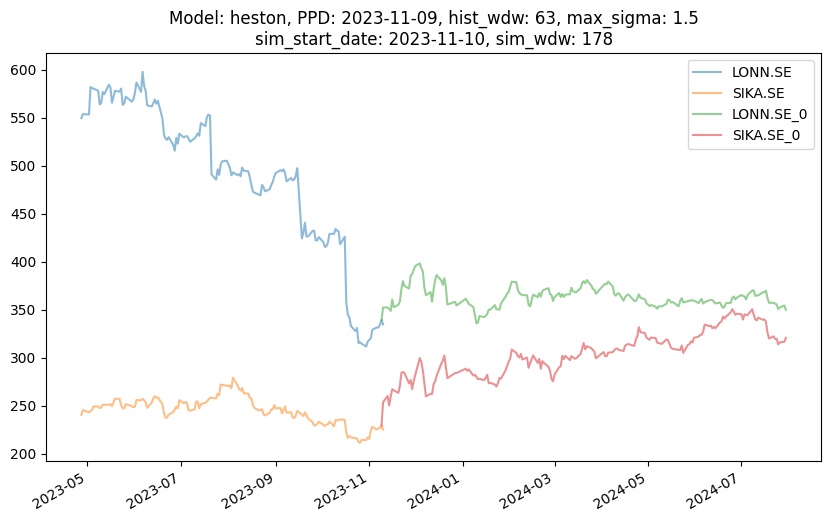 Model: heston, PPD: 2023-11-09, hist_wdw: 63, max_sigma: 1.5
sim_start_date: 2023-11-10, sim_wdw: 178
LONN.SE
SIKA.SE
LONN.SE_0
SIKA.SE_0
600
550
500
450
400
350
300
250
200
2023-05
2023-07
2023-09
2023-11
2024-01
2024-03
2024-05
2024-07